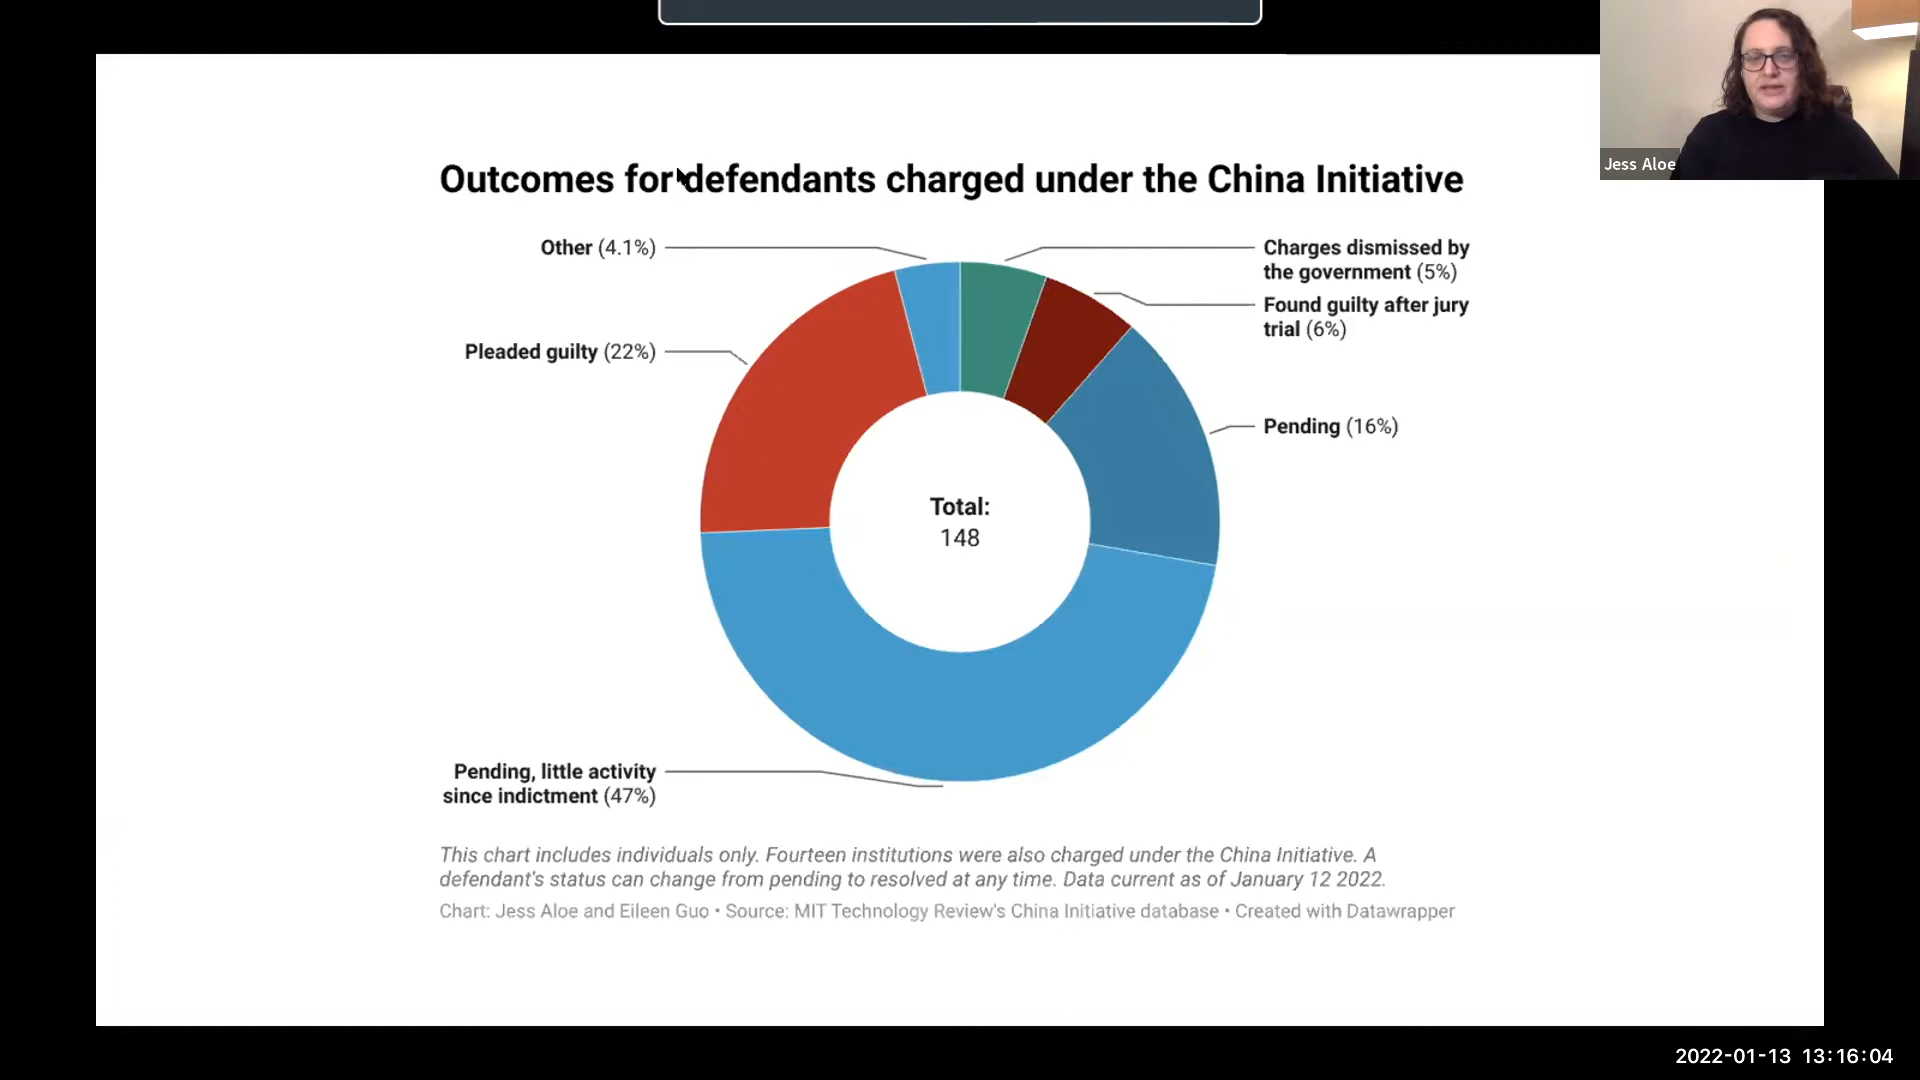 Jess Aloe
Outcomes for defendants charged under the China Initiative
Other (4.1%)
Charges dismissed by
the government (5%)
Found guilty after jury
trial (6%)
Pleaded guilty (22%)
Pending (16%)
Total:
148
Pending, little activity
since indictment (47%)
This chart includes individuals only. Fourteen institutions were also charged under the China Initiative. A
defendant's status can change from pending to resolved at any time. Data current as of January 12 2022.
Chart: Jess Aloe and Eileen Guo • Source: MIT Technology Review's China Initiative database • Created with Datawrapper
2022-01-13 13:16:04